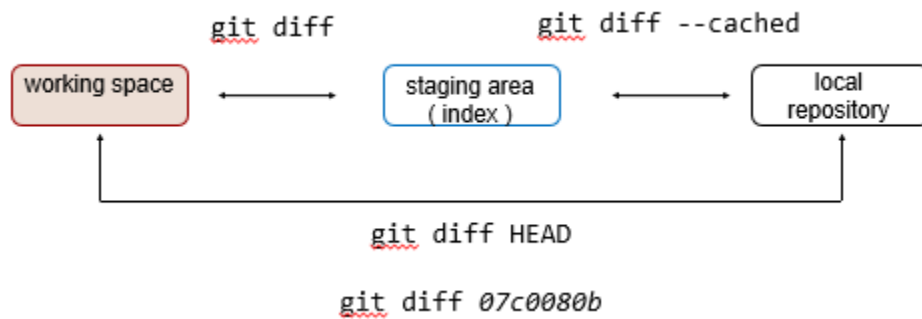 git diff
git diff --cached
working space
staging area
( index )
local
repository
git diff HEAD
git diff 07c0080b